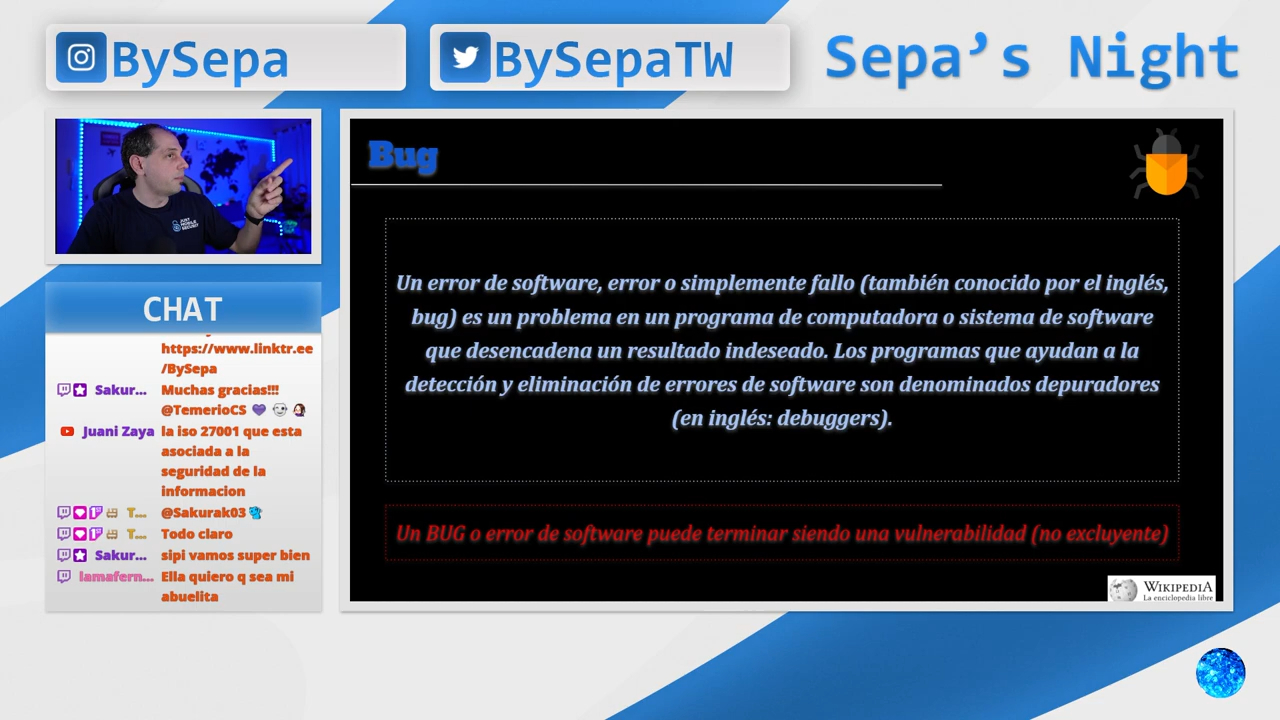 BySepa
BySepaTW
Sepa’s Night
Bug
Un error de software, error o simplemente fallo (también conocido por el inglés,
bug) es un problema en un programa de computadora o sistema de software
que desencadena un resultado indeseado. Los programas que ayudan a la
detección y eliminación de errores de software son denominados depuradores
(en inglés: debuggers).
Un BUG o error de software puede terminar siendo una vulnerabilidad (no excluyente)
WIKIPEDIA
La enciclopedia libre
CHAT
https://www.linktr.ee
/BySepa
Sakur... Muchas gracias!!!
@TemerioCS
Juani Zaya la iso 27001 que esta
asociada a la
seguridad de la
informacion
T... @Sakurak03
T... Todo claro
Sakur... sipi vamos super bien
lamafern... Ella quiero q sea mi
abuelita